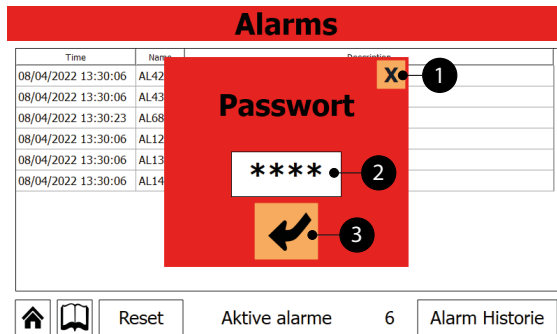 Alarms
Time Name Description
08/04/2022 13:30:06 AL42
08/04/2022 13:30:06 AL43
08/04/2022 13:30:23 AL68
08/04/2022 13:30:06 AL12
08/04/2022 13:30:06 AL13
08/04/2022 13:30:06 AL14
X 1
Passwort
**** 2
3
Reset Aktive alarme 6 Alarm Historie